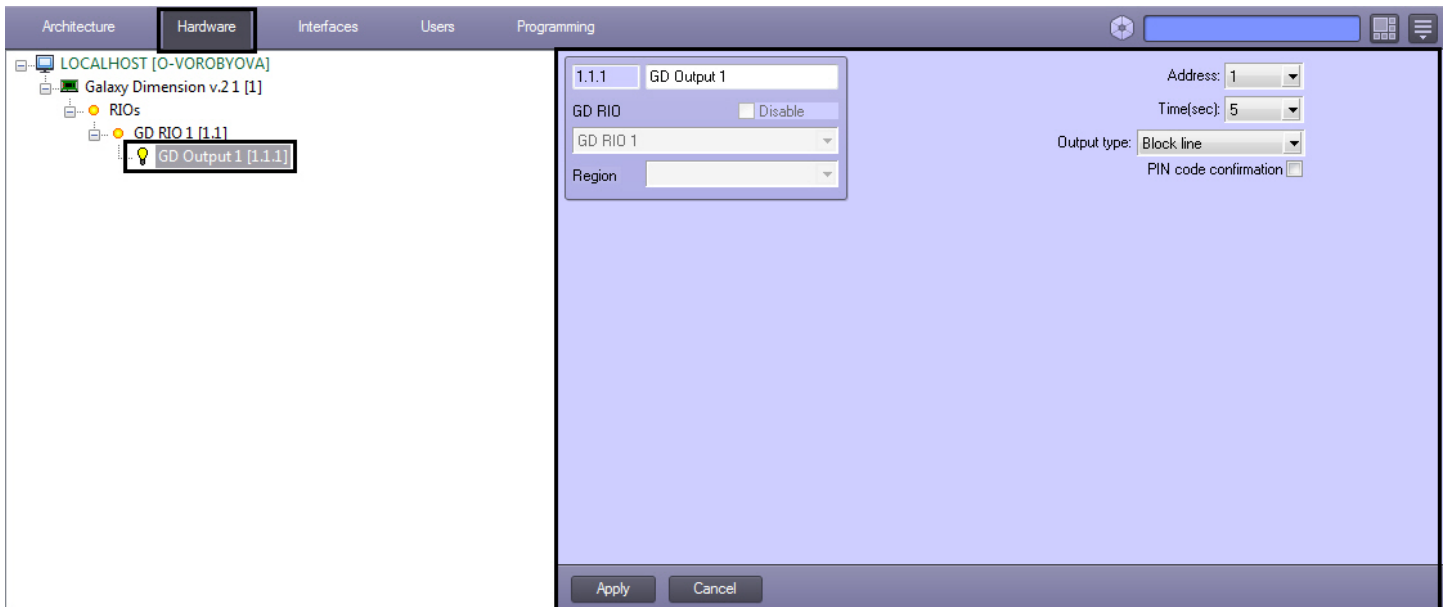 Architecture Hardware Interfaces Users Programming
LOCALHOST [O-VOROBYOVA]
Galaxy Dimension v.2 1 [1]
RIOs
GD RIO 1 [1.1]
GD Output 1 [1.1.1]
1.1.1 GD Output 1
GD RIO Disable
GD RIO 1
Region
Address: 1
Time(sec): 5
Output type: Block line
PIN code confirmation
Apply Cancel